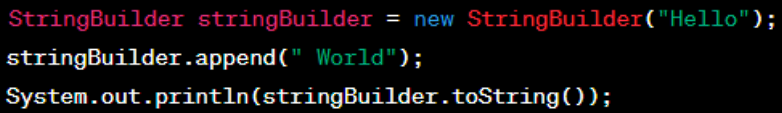 StringBuilder stringBuilder = new StringBuilder("Hello");
stringBuilder.append(" World");
System.out.println(stringBuilder.toString());